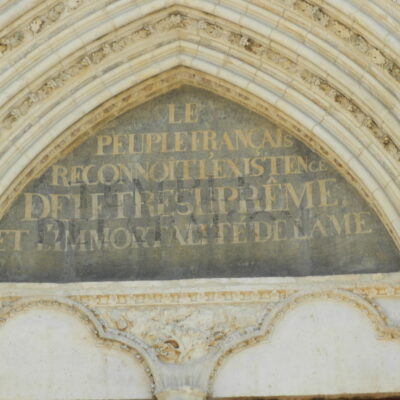 LE
PEUPLE FRANÇAIS
RECONNOIT L'EXISTENCE
DE L'ETRE SUPRÊME,
ET L'IMMORTALITÉ DE L'AME